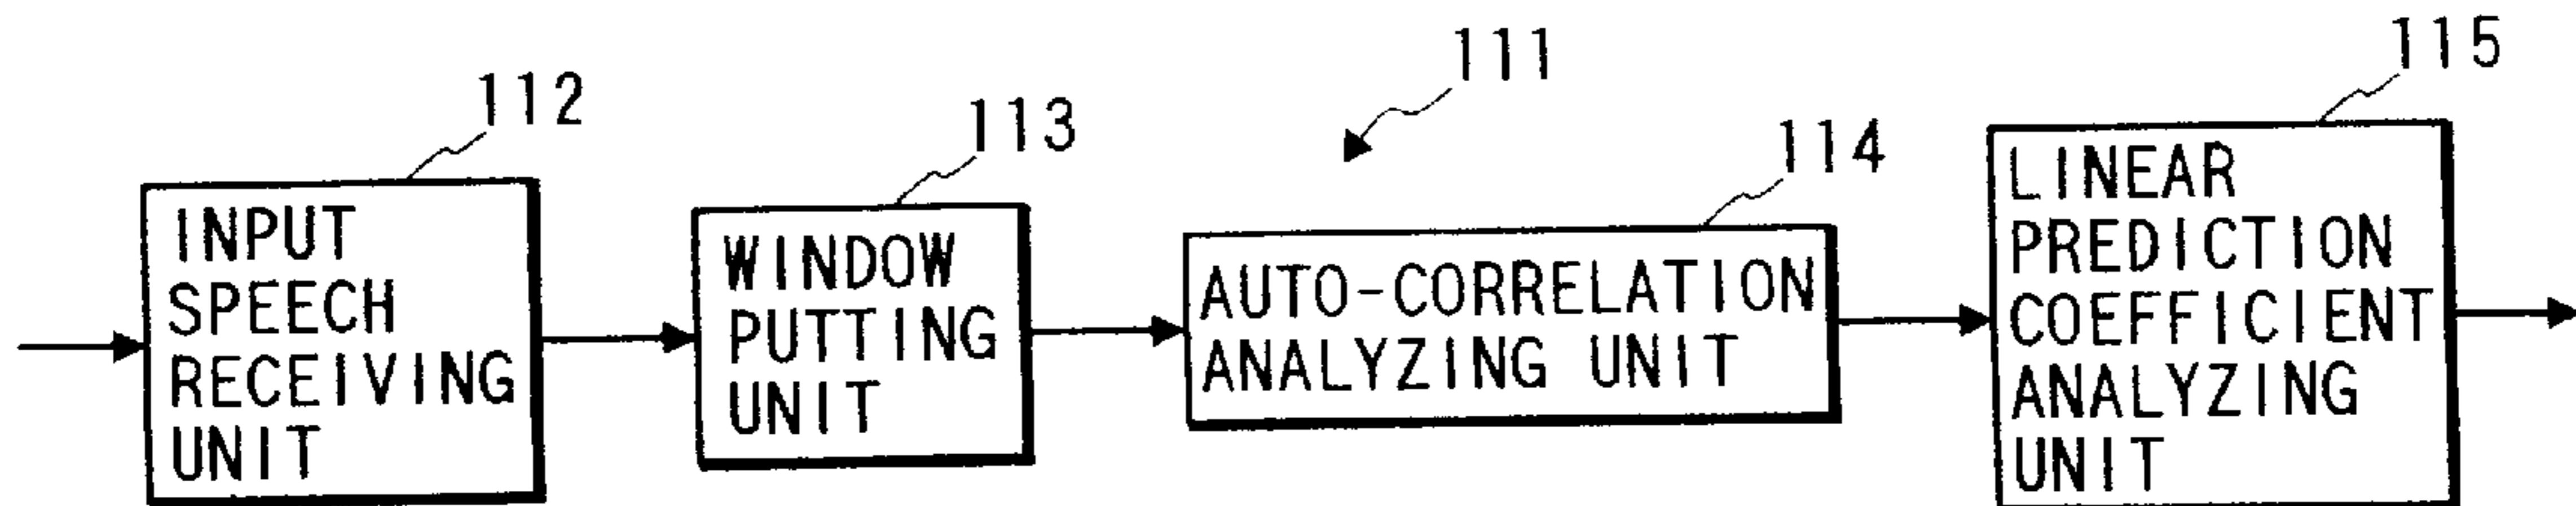 111
112
INPUT
SPEECH
RECEIVING
UNIT
113
WINDOW
PUTTING
UNIT
114
AUTO-CORRELATION
ANALYZING UNIT
115
LINEAR
PREDICTION
COEFFICIENT
ANALYZING
UNIT